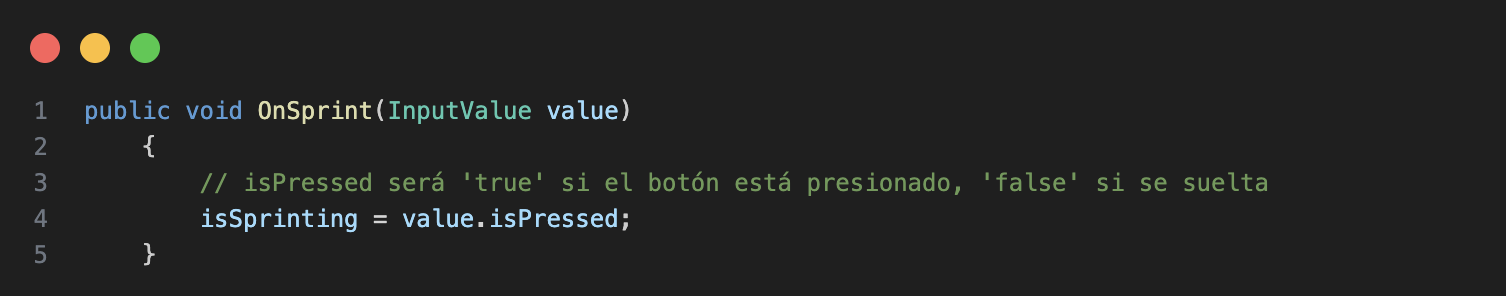 1 public void OnSprint(InputValue value)
2 {
3 // isPressed será 'true' si el botón está presionado, 'false' si se suelta
4 isSprinting = value.isPressed;
5 }